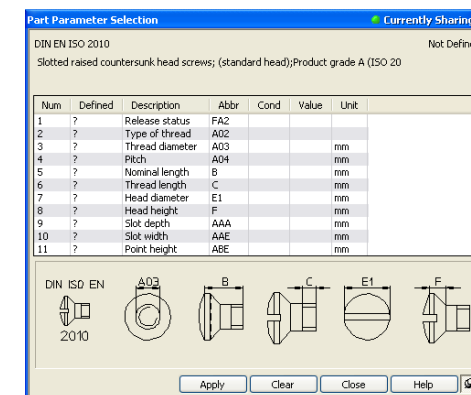 Part Parameter Selection Currently Sharing
DIN EN ISO 2010 Not Define
Slotted raised countersunk head screws; (standard head);Product grade A (ISO 20
Num Defined Description Abbr Cond Value Unit
1 ? Release status FA2
2 ? Type of thread A02
3 ? Thread diameter A03 mm
4 ? Pitch A04 mm
5 ? Nominal length B mm
6 ? Thread length C mm
7 ? Head diameter E1 mm
8 ? Head height F mm
9 ? Slot depth AAA mm
10 ? Slot width AAE mm
11 ? Point height ABE mm
DIN ISO EN A03 B C E1 F
2010
Apply Clear Close Help